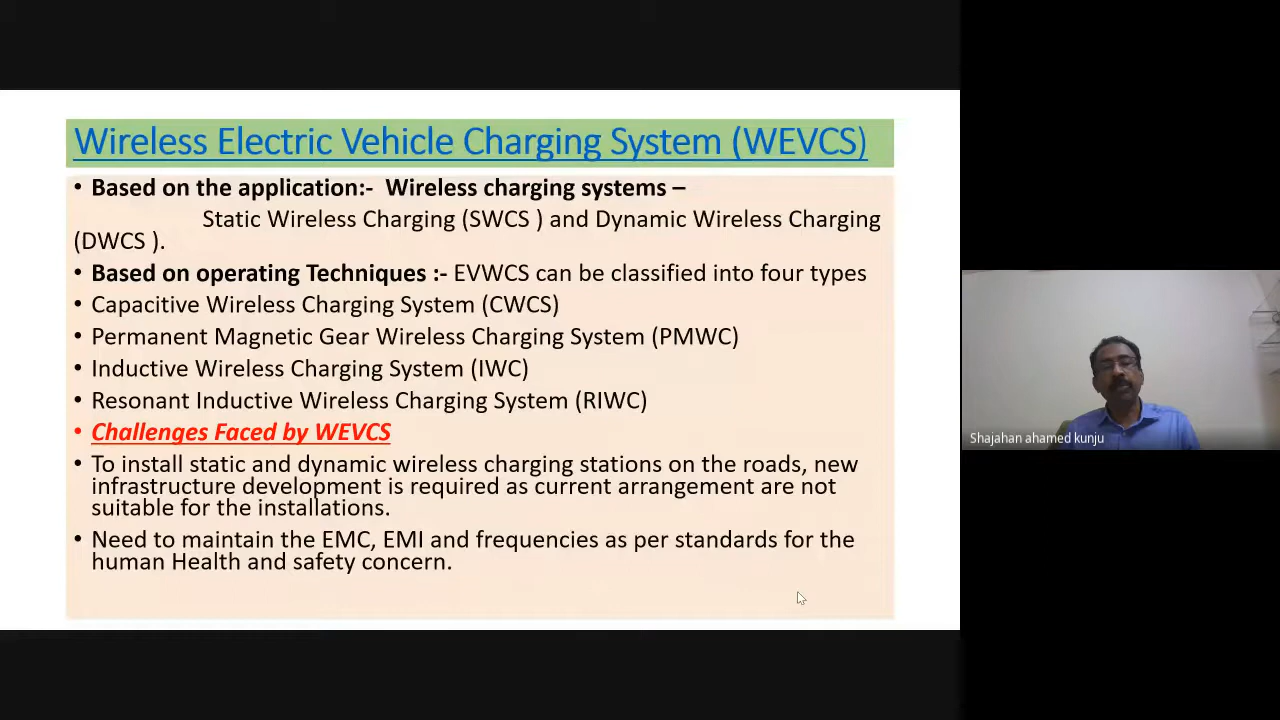 Wireless Electric Vehicle Charging System (WEVCS)
• Based on the application:- Wireless charging systems –
Static Wireless Charging (SWCS ) and Dynamic Wireless Charging
(DWCS ).
• Based on operating Techniques :- EVWCS can be classified into four types
• Capacitive Wireless Charging System (CWCS)
• Permanent Magnetic Gear Wireless Charging System (PMWC)
• Inductive Wireless Charging System (IWC)
• Resonant Inductive Wireless Charging System (RIWC)
• Challenges Faced by WEVCS
• To install static and dynamic wireless charging stations on the roads, new
infrastructure development is required as current arrangement are not
suitable for the installations.
• Need to maintain the EMC, EMI and frequencies as per standards for the
human Health and safety concern.
Shajahan ahamed kunju